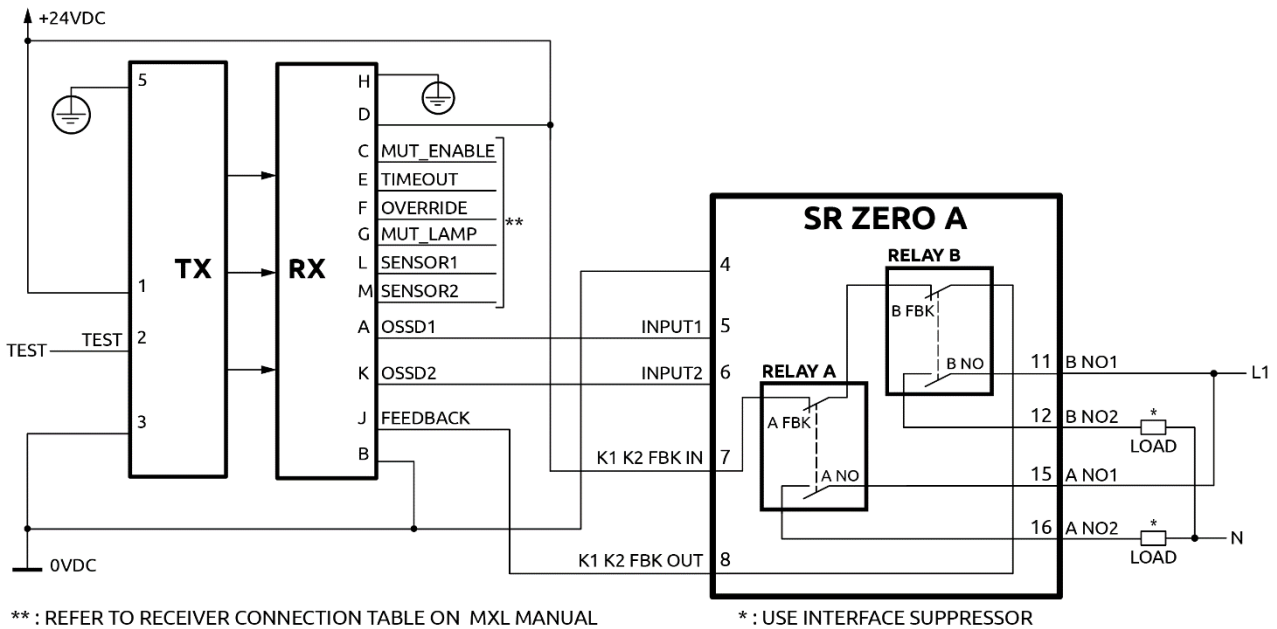 +24VDC
5
H
D
C MUT_ENABLE
E TIMEOUT
F OVERRIDE
G MUT_LAMP
L SENSOR1
M SENSOR2
**
TX
RX
1
TEST TEST 2
3
A OSSD1
K OSSD2
J FEEDBACK
B
0VDC
SR ZERO A
RELAY B
4
B FBK
INPUT1 5
INPUT2 6
RELAY A
B NO
11 B NO1
L1
A FBK
12 B NO2
*
LOAD
K1 K2 FBK IN 7
A NO
15 A NO1
16 A NO2
*
LOAD
N
K1 K2 FBK OUT 8
** : REFER TO RECEIVER CONNECTION TABLE ON MXL MANUAL
* : USE INTERFACE SUPPRESSOR